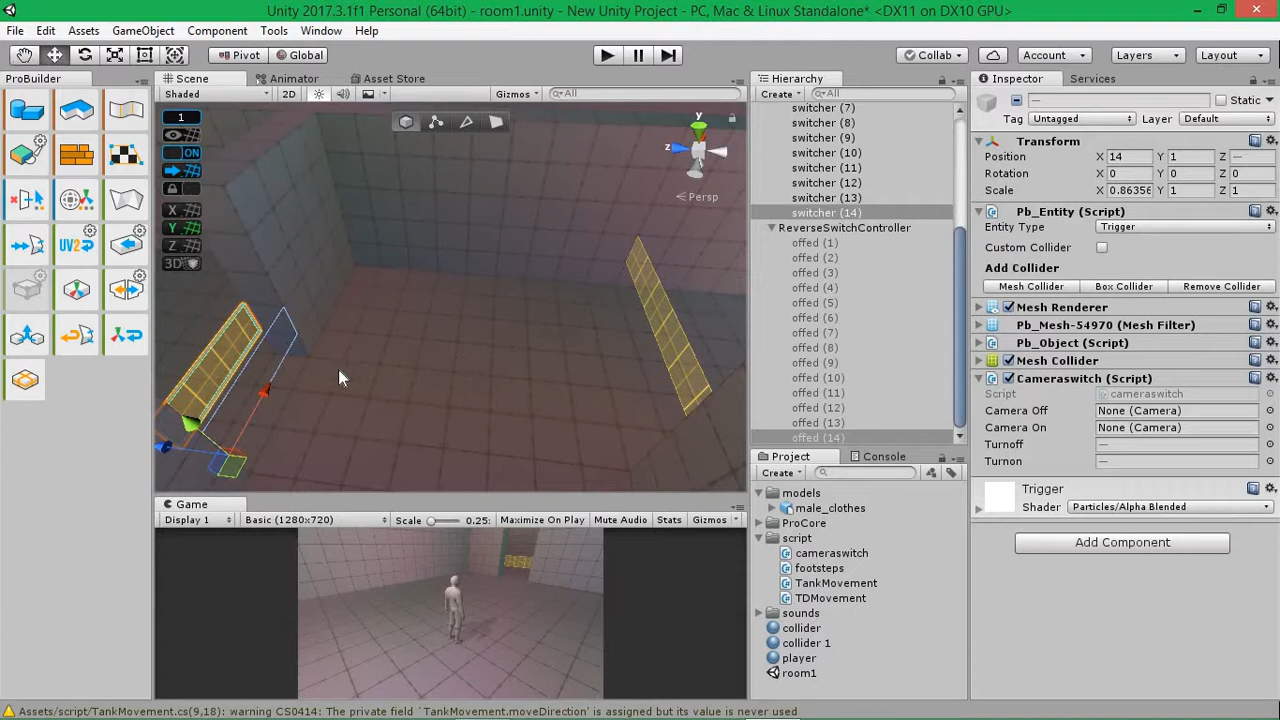 Unity 2017.3.1f1 Personal (64bit) - room1.unity - New Unity Project - PC, Mac & Linux Standalone* <DX11 on DX10 GPU>
File Edit Assets GameObject Component Tools Window Help
Pivot Global Collab Account Layers Layout
ProBuilder Scene Animator Asset Store Hierarchy Inspector Services
Shaded 2D Gizmos All
Create All
Static
Tag Untagged Layer Default
1
ON
X
Y
Z
3D
UV2
y
z
Persp
switcher (7)
switcher (8)
switcher (9)
switcher (10)
switcher (11)
switcher (12)
switcher (13)
switcher (14)
ReverseSwitchController
offed (1)
offed (2)
offed (3)
offed (4)
offed (5)
offed (6)
offed (7)
offed (8)
offed (9)
offed (10)
offed (11)
offed (12)
offed (13)
offed (14)
Transform
Position X 14 Y 1 Z —
Rotation X 0 Y 0 Z 0
Scale X 0.86356 Y 1 Z 1
Pb_Entity (Script)
Entity Type Trigger
Custom Collider
Add Collider
Mesh Collider Box Collider Remove Collider
Mesh Renderer
Pb_Mesh-54970 (Mesh Filter)
Pb_Object (Script)
Mesh Collider
Cameraswitch (Script)
Script cameraswitch
Camera Off None (Camera)
Camera On None (Camera)
Turnoff —
Turnon —
Trigger
Shader Particles/Alpha Blended
Add Component
Game
Display 1 Basic (1280x720) Scale 0.25: Maximize On Play Mute Audio Stats Gizmos
Project Console
Create
models
male_clothes
ProCore
script
cameraswitch
footsteps
TankMovement
TDMovement
sounds
collider
collider 1
player
room1
Assets/script/TankMovement.cs(9,18): warning CS0414: The private field `TankMovement.moveDirection' is assigned but its value is never used